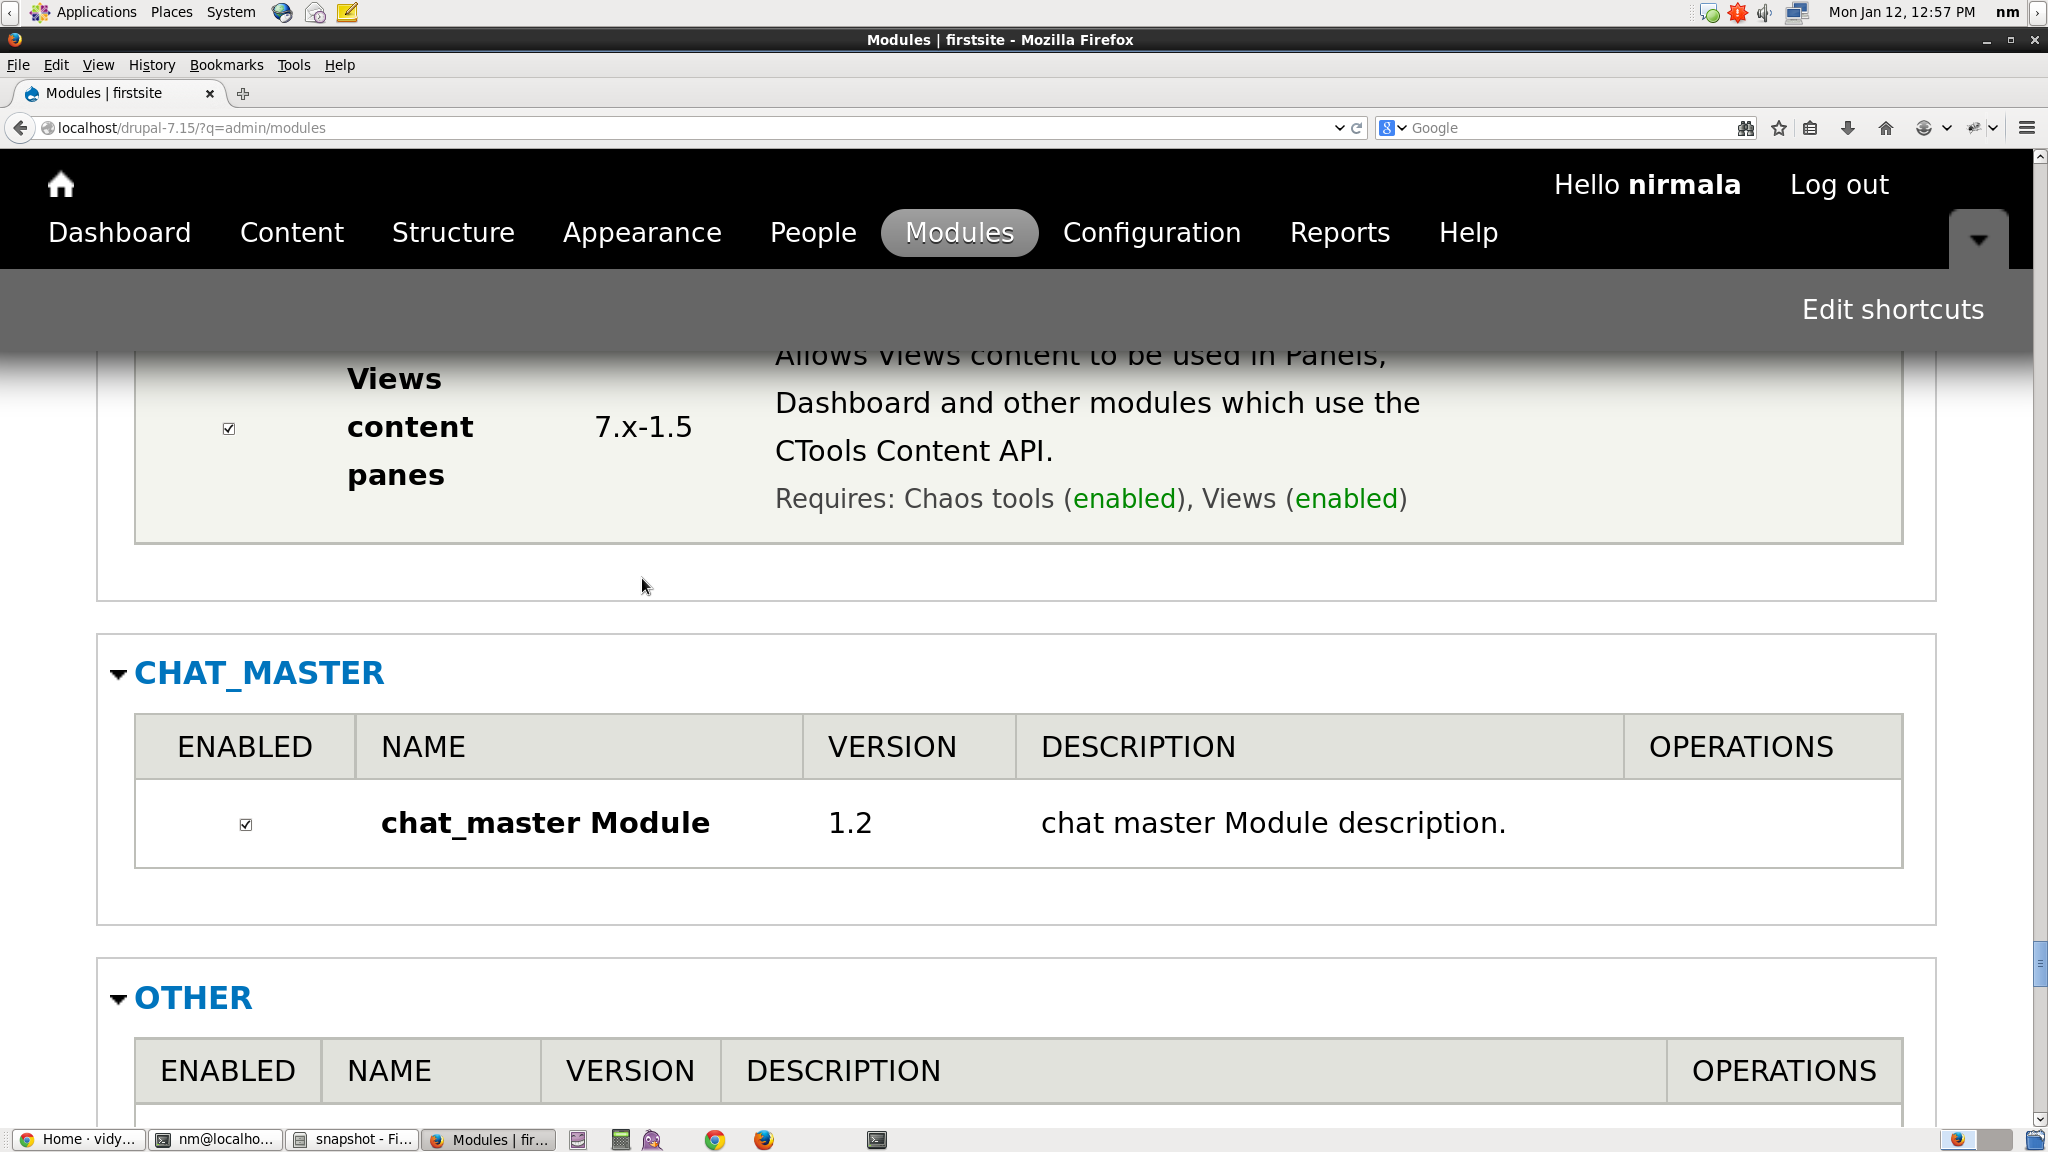 Applications Places System Mon Jan 12, 12:57 PM nm
Modules | firstsite - Mozilla Firefox
File Edit View History Bookmarks Tools Help
Modules | firstsite
localhost/drupal-7.15/?q=admin/modules Google
Hello nirmala Log out
Dashboard Content Structure Appearance People Modules Configuration Reports Help
Edit shortcuts
Allows Views content to be used in Panels,
Views
Dashboard and other modules which use the
content 7.x-1.5
CTools Content API.
panes
Requires: Chaos tools (enabled), Views (enabled)
CHAT_MASTER
ENABLED NAME VERSION DESCRIPTION OPERATIONS
chat_master Module 1.2 chat master Module description.
OTHER
ENABLED NAME VERSION DESCRIPTION OPERATIONS
Home · vidy... nm@localho... snapshot - Fi... Modules | fir...